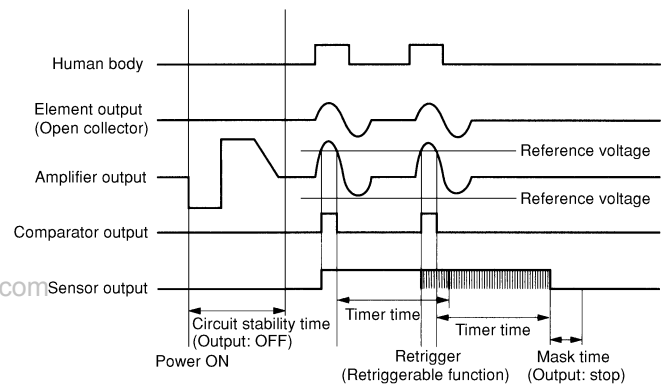 Human body
Element output
(Open collector)
Reference voltage
Amplifier output
Reference voltage
Comparator output
com
Sensor output
Timer time
Circuit stability time
(Output: OFF)
Timer time
Power ON
Retrigger
(Retriggerable function)
Mask time
(Output: stop)